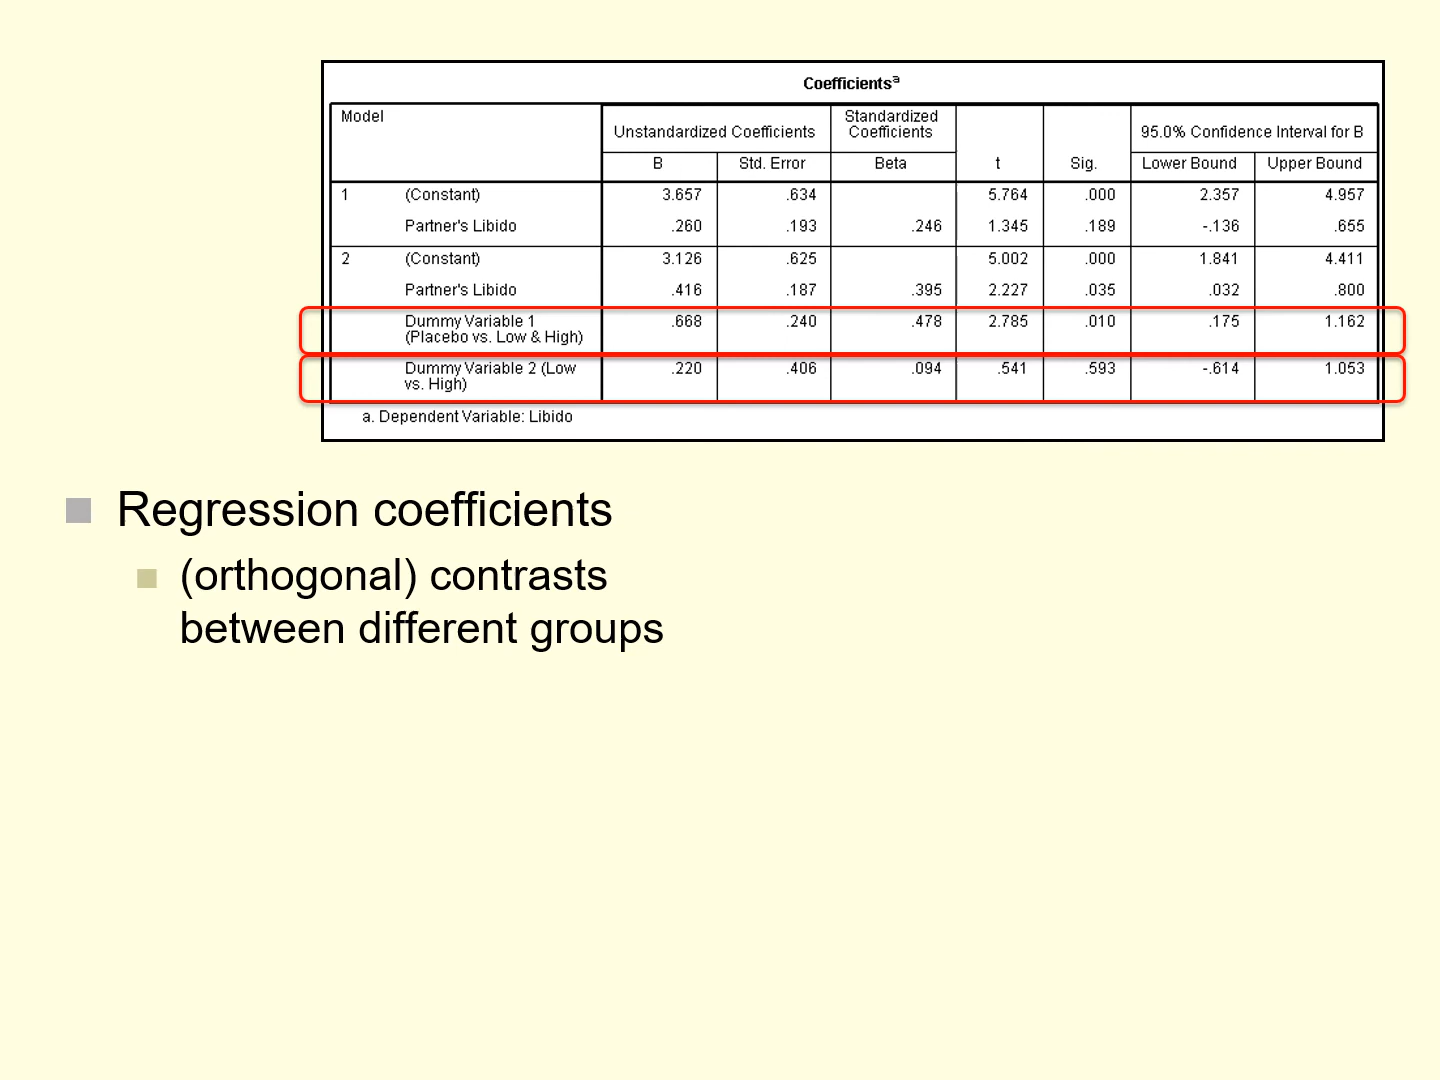 Coefficientsa
Model Unstandardized Coefficients Standardized Coefficients t Sig. 95.0% Confidence Interval for B
B Std. Error Beta Lower Bound Upper Bound
1 (Constant) 3.657 .634 5.764 .000 2.357 4.957
Partner's Libido .260 .193 .246 1.345 .189 -.136 .655
2 (Constant) 3.126 .625 5.002 .000 1.841 4.411
Partner's Libido .416 .187 .395 2.227 .035 .032 .800
Dummy Variable 1 .668 .240 .478 2.785 .010 .175 1.162
(Placebo vs. Low & High)
Dummy Variable 2 (Low .220 .406 .094 .541 .593 -.614 1.053
vs. High)
a. Dependent Variable: Libido
Regression coefficients
(orthogonal) contrasts
between different groups